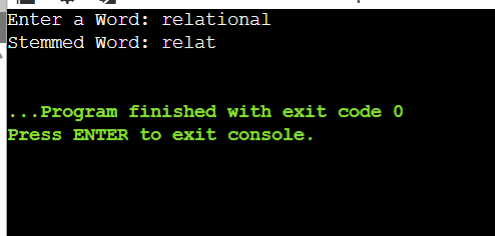 Enter a Word: relational
Stemmed Word: relat
...Program finished with exit code 0
Press ENTER to exit console.